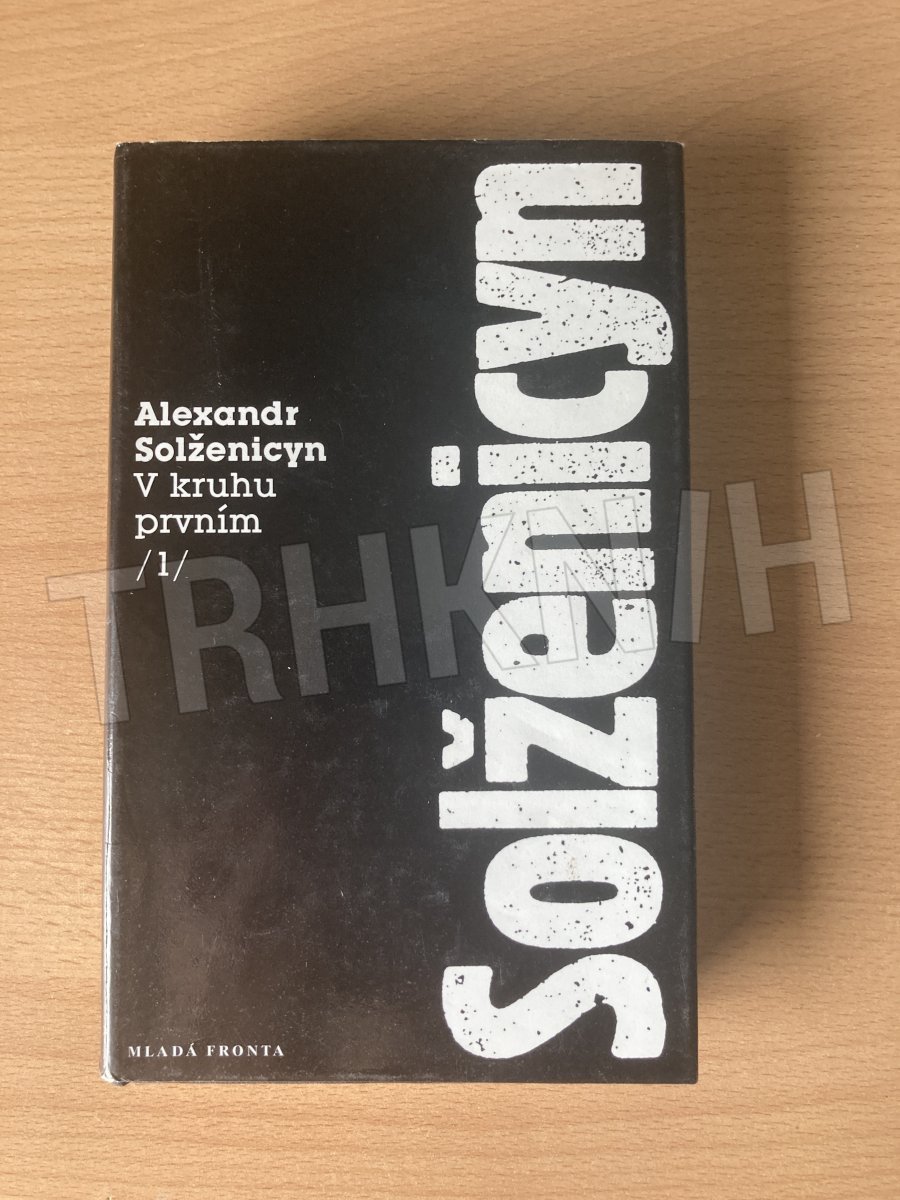 Alexandr
Solženicyn
V kruhu
prvním
/1/
Solženicyn
TRHKNIH
MLADÁ FRONTA